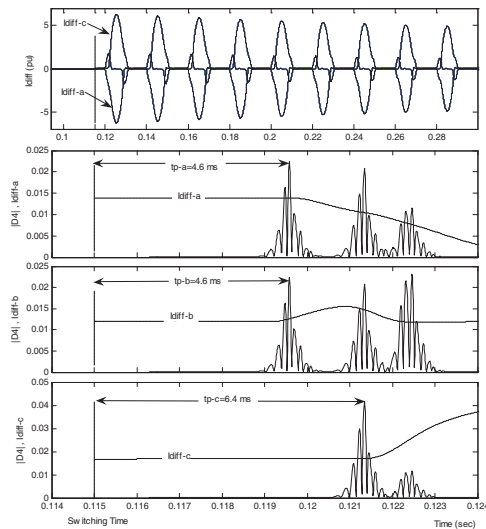 Idiff-c
Idiff-a
Idiff (pu)
5
0
-5
0.1 0.12 0.14 0.16 0.18 0.2 0.22 0.24 0.26 0.28
0.025
0.02
0.015
0.01
0.005
0
|D4| , Idiff-a
tp-a=4.6 ms
Idiff-a
0.025
0.02
0.015
0.01
0.005
0
|D4| , Idiff-b
tp-b=4.6 ms
Idiff-b
0.05
0.04
0.03
0.02
0.01
0
|D4| , Idiff-c
tp-c=6.4 ms
Idiff-c
0.114 0.115 0.116 0.117 0.118 0.119 0.12 0.121 0.122 0.123 0.124
Switching Time
Time (sec)